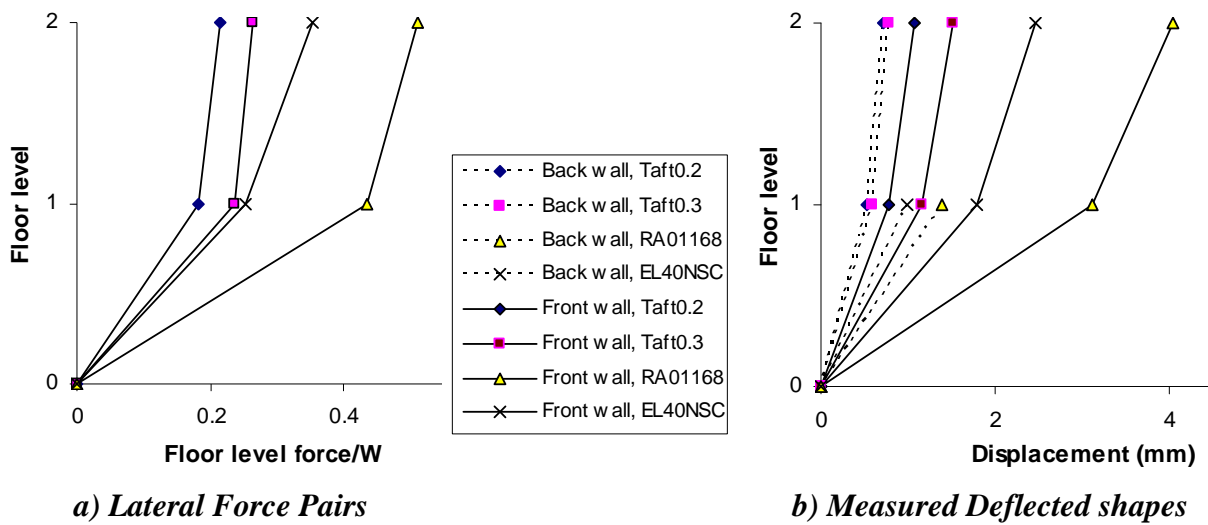 2
1
0
Floor level
0
0.2
0.4
Floor level force/W
a) Lateral Force Pairs
Back wall, Taft0.2
Back wall, Taft0.3
Back wall, RA01168
Back wall, EL40NSC
Front wall, Taft0.2
Front wall, Taft0.3
Front wall, RA01168
Front wall, EL40NSC
2
1
0
Floor level
0
2
4
Displacement (mm)
b) Measured Deflected shapes